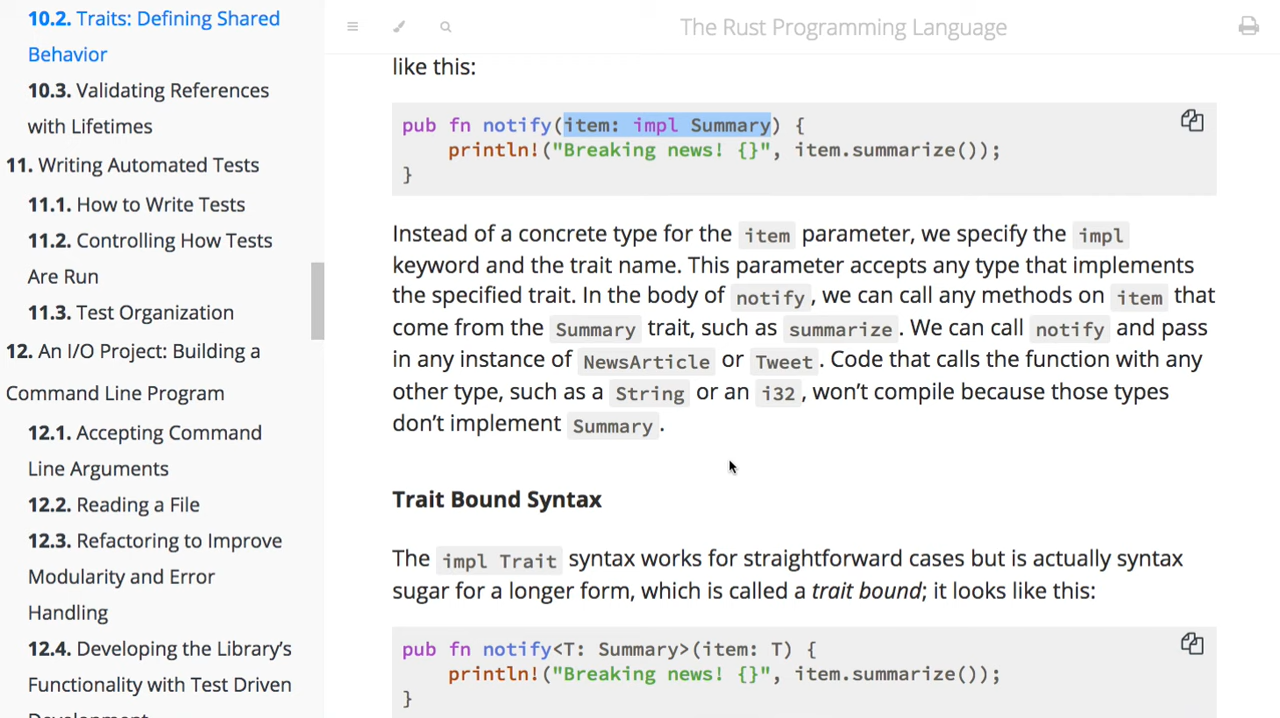 10.2. Traits: Defining Shared
Behavior
10.3. Validating References
with Lifetimes
11. Writing Automated Tests
11.1. How to Write Tests
11.2. Controlling How Tests
Are Run
11.3. Test Organization
12. An I/O Project: Building a
Command Line Program
12.1. Accepting Command
Line Arguments
12.2. Reading a File
12.3. Refactoring to Improve
Modularity and Error
Handling
12.4. Developing the Library’s
Functionality with Test Driven
Development
The Rust Programming Language
like this:
pub fn notify(item: impl Summary) {
    println!("Breaking news! {}", item.summarize());
}
Instead of a concrete type for the item parameter, we specify the impl
keyword and the trait name. This parameter accepts any type that implements
the specified trait. In the body of notify, we can call any methods on item that
come from the Summary trait, such as summarize. We can call notify and pass
in any instance of NewsArticle or Tweet. Code that calls the function with any
other type, such as a String or an i32, won’t compile because those types
don’t implement Summary.
Trait Bound Syntax
The impl Trait syntax works for straightforward cases but is actually syntax
sugar for a longer form, which is called a trait bound; it looks like this:
pub fn notify<T: Summary>(item: T) {
    println!("Breaking news! {}", item.summarize());
}